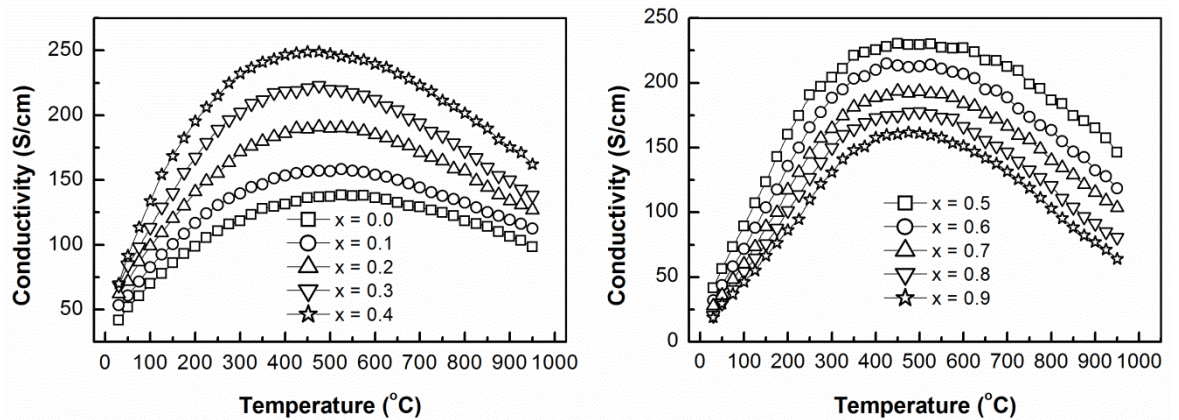 Conductivity (S/cm)
250
200
150
100
50
x = 0.0
x = 0.1
x = 0.2
x = 0.3
x = 0.4
0 100 200 300 400 500 600 700 800 900 1000
Temperature (°C)
Conductivity (S/cm)
250
200
150
100
50
0
x = 0.5
x = 0.6
x = 0.7
x = 0.8
x = 0.9
0 100 200 300 400 500 600 700 800 900 1000
Temperature (°C)